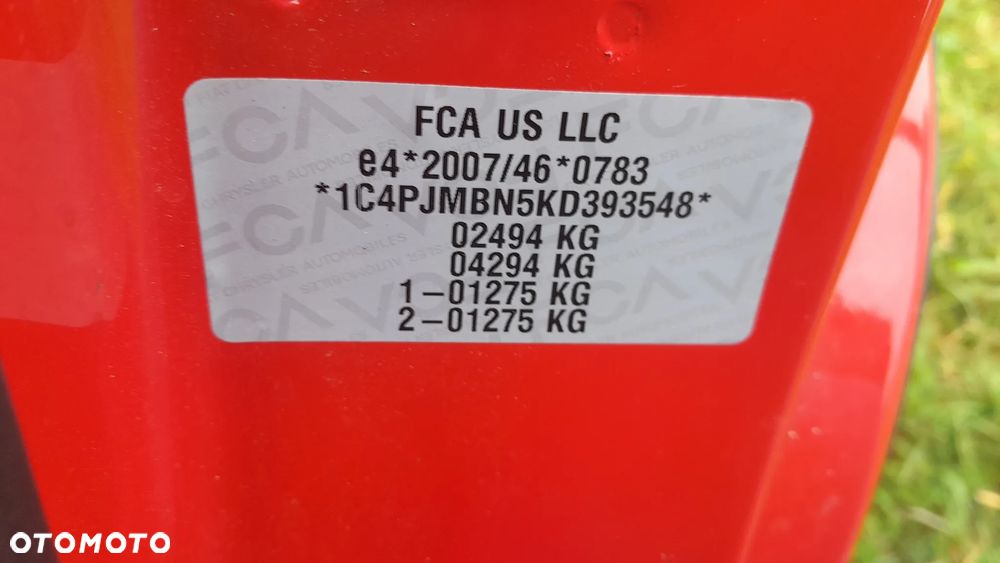 FCA US LLC
e4*2007/46*0783
*1C4PJMBN5KD393548*
02494 KG
04294 KG
1-01275 KG
2-01275 KG
OTOMOTO